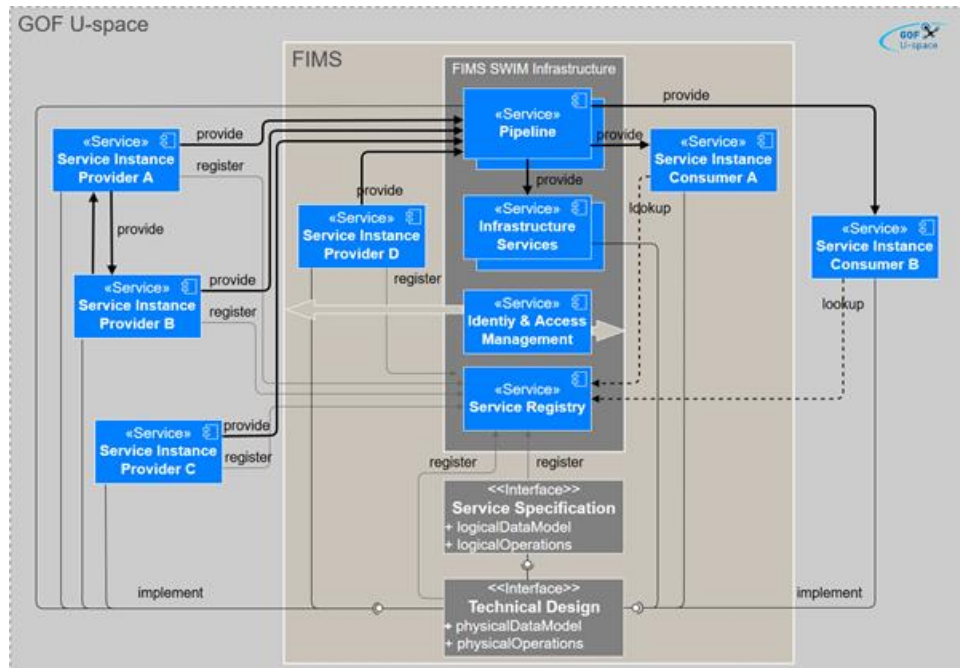 GOF U-space
GOF
U-space
FIMS
FIMS SWIM Infrastructure
«Service»
Pipeline
provide
provide
provide
«Service»
Service Instance
Provider A
provide
register
provide
«Service»
Service Instance
Consumer A
lookup
«Service»
Infrastructure
Services
«Service»
Service Instance
Provider D
provide
register
«Service»
Service Instance
Consumer B
lookup
«Service»
Service Instance
Provider B
provide
register
«Service»
Identiy & Access
Management
«Service»
Service Registry
«Service»
Service Instance
Provider C
provide
register
register
register
<<Interface>>
Service Specification
+ logicalDataModel
+ logicalOperations
implement
implement
<<Interface>>
Technical Design
+ physicalDataModel
+ physicalOperations